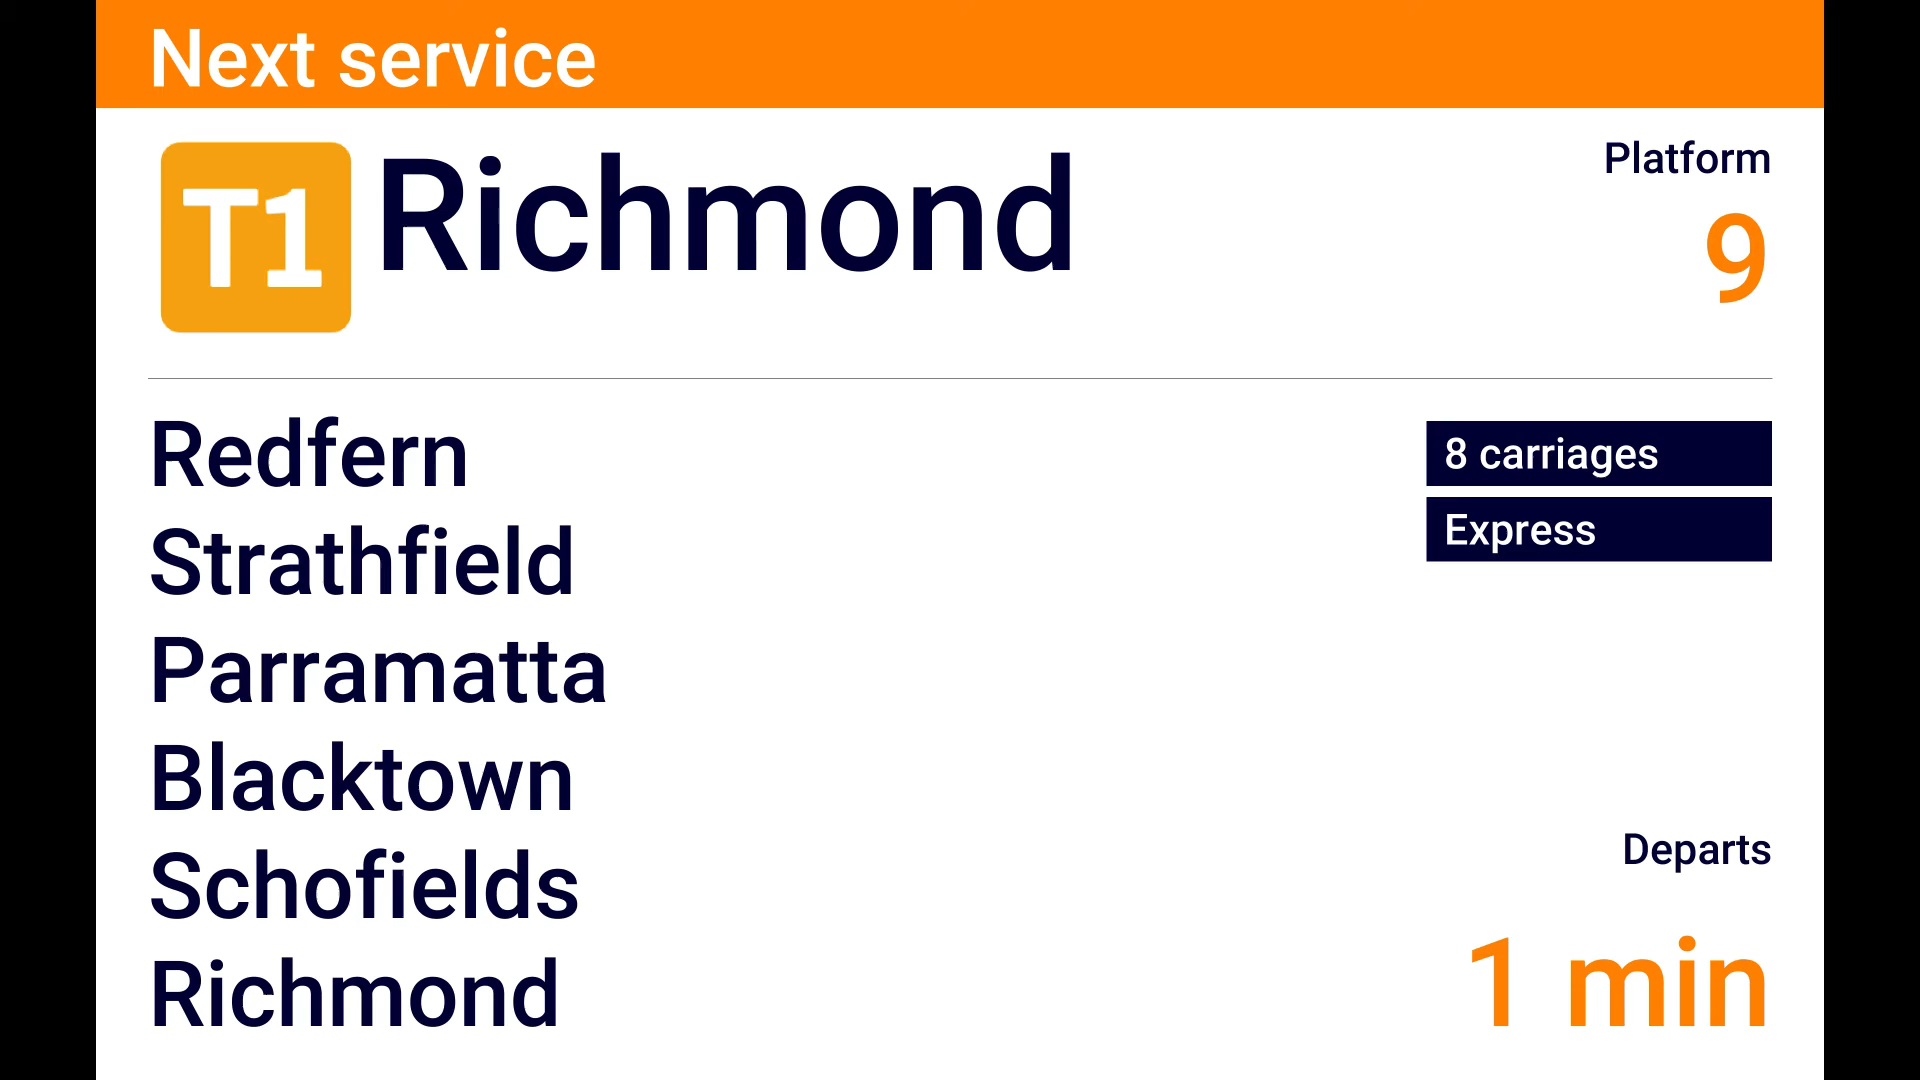 Next service
T1 Richmond
Platform
9
Redfern
Strathfield
Parramatta
Blacktown
Schofields
Richmond
8 carriages
Express
Departs
1 min